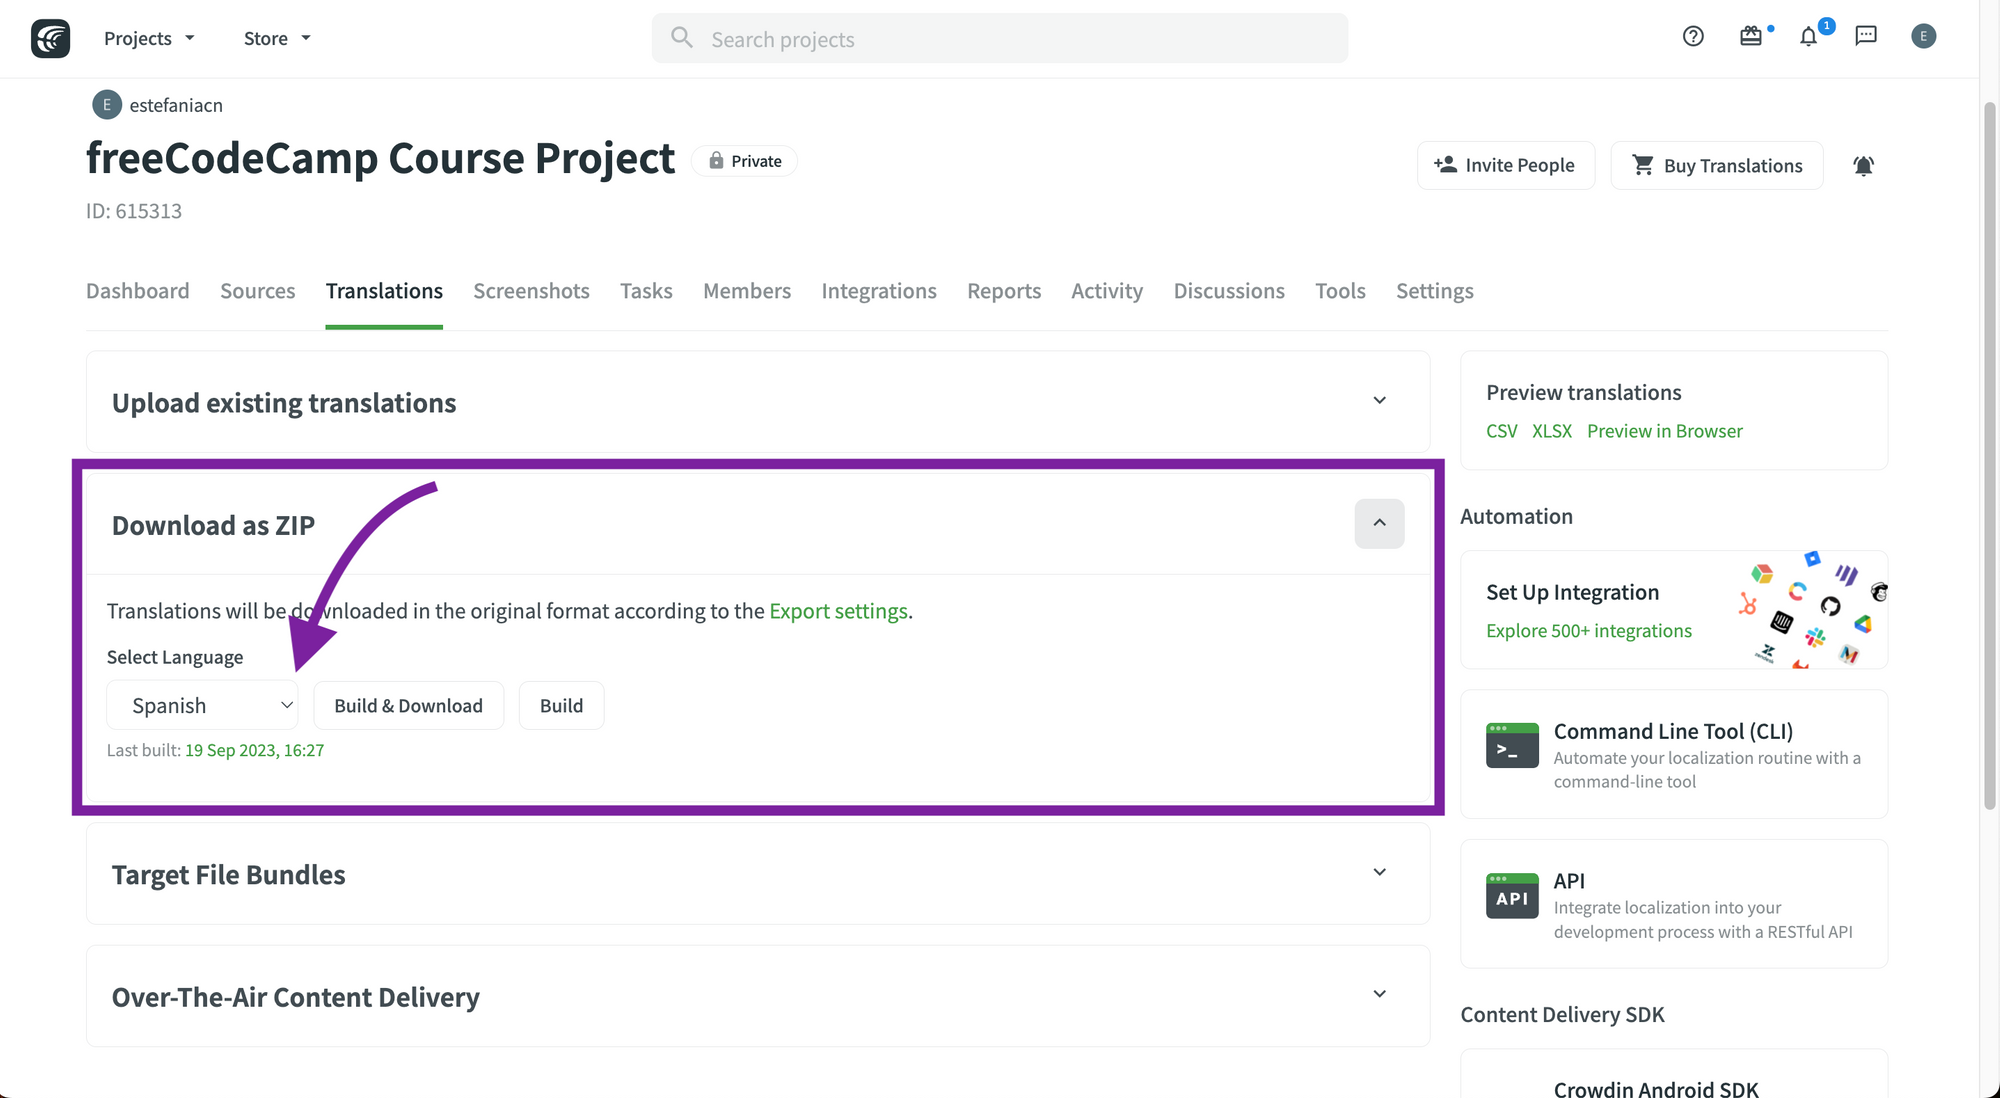 Projects
Store
Search projects
1
E
E
estefaniacn
freeCodeCamp Course Project
Private
Invite People
Buy Translations
ID: 615313
Dashboard
Sources
Translations
Screenshots
Tasks
Members
Integrations
Reports
Activity
Discussions
Tools
Settings
Upload existing translations
Download as ZIP
Translations will be downloaded in the original format according to the Export settings.
Select Language
Spanish
Build & Download
Build
Last built: 19 Sep 2023, 16:27
Target File Bundles
Over-The-Air Content Delivery
Preview translations
CSV XLSX Preview in Browser
Automation
Set Up Integration
Explore 500+ integrations
>_
Command Line Tool (CLI)
Automate your localization routine with a
command-line tool
API
API
Integrate localization into your
development process with a RESTful API
Content Delivery SDK
Crowdin Android SDK